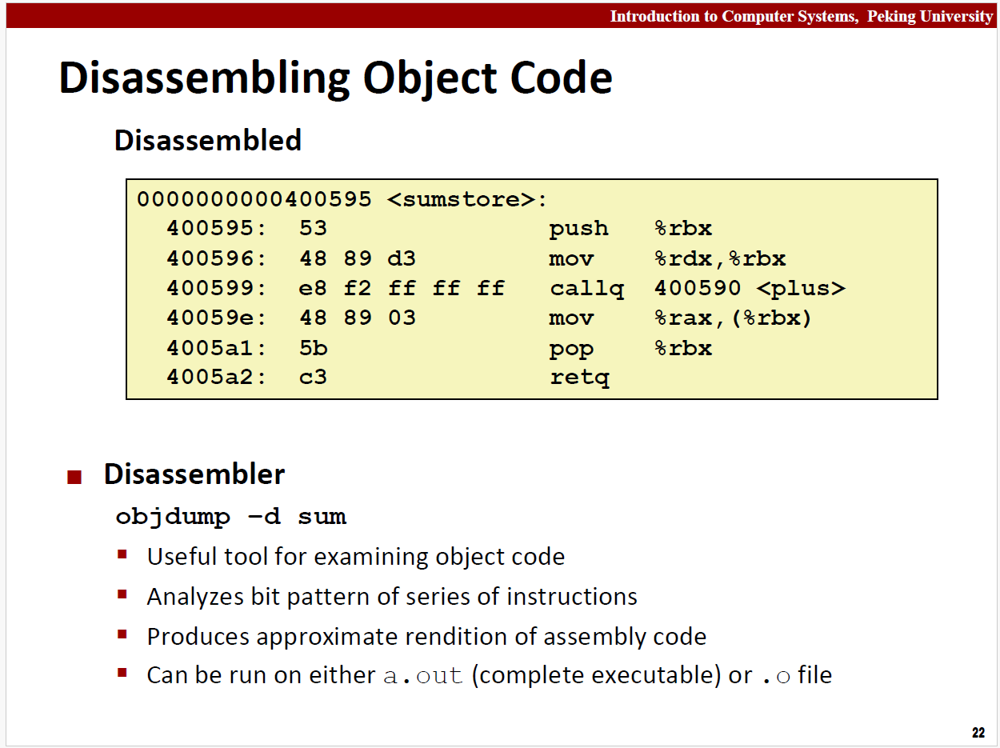 Introduction to Computer Systems, Peking University
Disassembling Object Code
Disassembled
0000000000400595 <sumstore>:
400595: 53 push %rbx
400596: 48 89 d3 mov %rdx,%rbx
400599: e8 f2 ff ff ff callq 400590 <plus>
40059e: 48 89 03 mov %rax,(%rbx)
4005a1: 5b pop %rbx
4005a2: c3 retq
Disassembler
objdump –d sum
Useful tool for examining object code
Analyzes bit pattern of series of instructions
Produces approximate rendition of assembly code
Can be run on either a.out (complete executable) or .o file
22